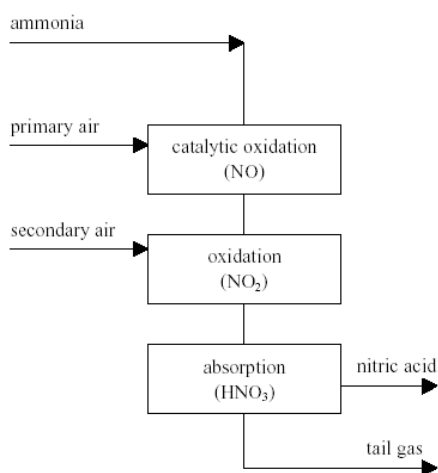 ammonia
primary air
catalytic oxidation
(NO)
secondary air
oxidation
(NO₂)
absorption
(HNO₃)
nitric acid
tail gas